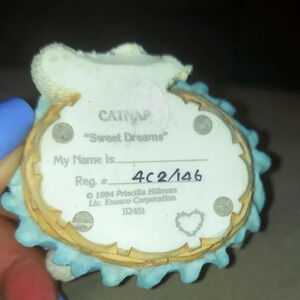 CATNAP
"Sweet Dreams"
My Name Is:
Reg. # 4C2/146
© 1994 Priscilla Hillman
Lic. Enesco Corporation
112451